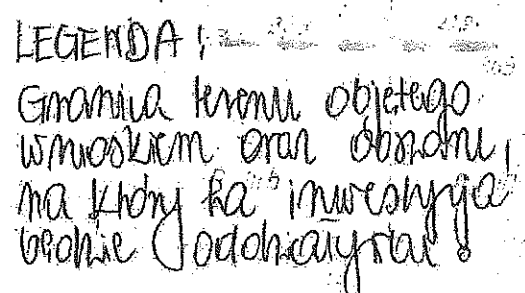 LEGENDA:
Granica terenu objętego
wnioskiem oraz obszaru,
na który ta inwestycja
będzie oddziaływać